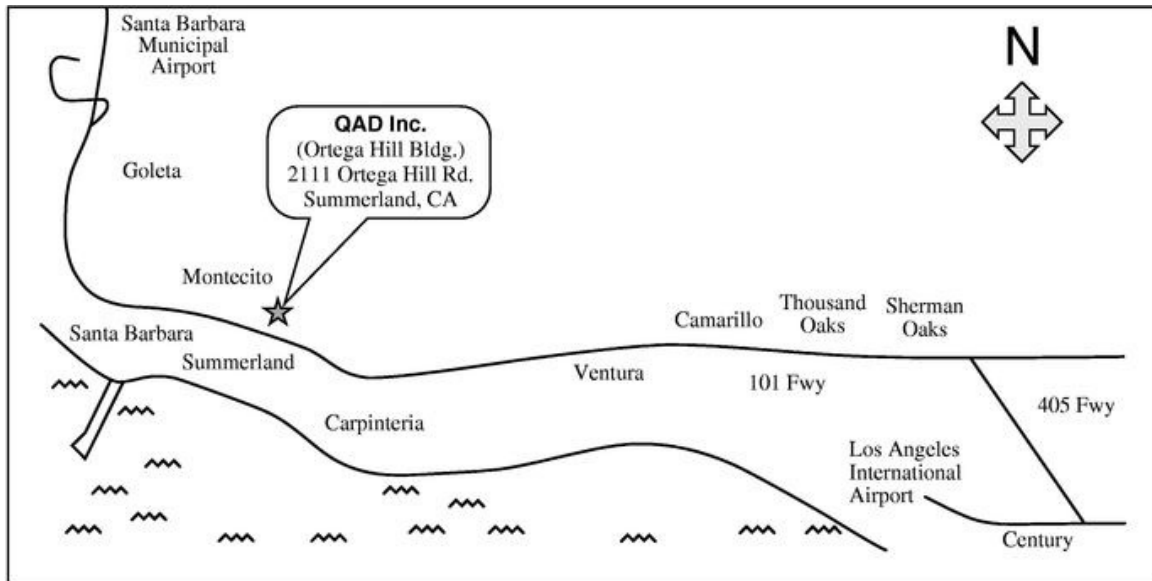 Santa Barbara
Municipal
Airport
N
QAD Inc.
(Ortega Hill Bldg.)
2111 Ortega Hill Rd.
Summerland, CA
Goleta
Montecito
Santa Barbara
Summerland
Carpinteria
Ventura
Camarillo
Thousand
Oaks
Sherman
Oaks
101 Fwy
405 Fwy
Los Angeles
International
Airport
Century